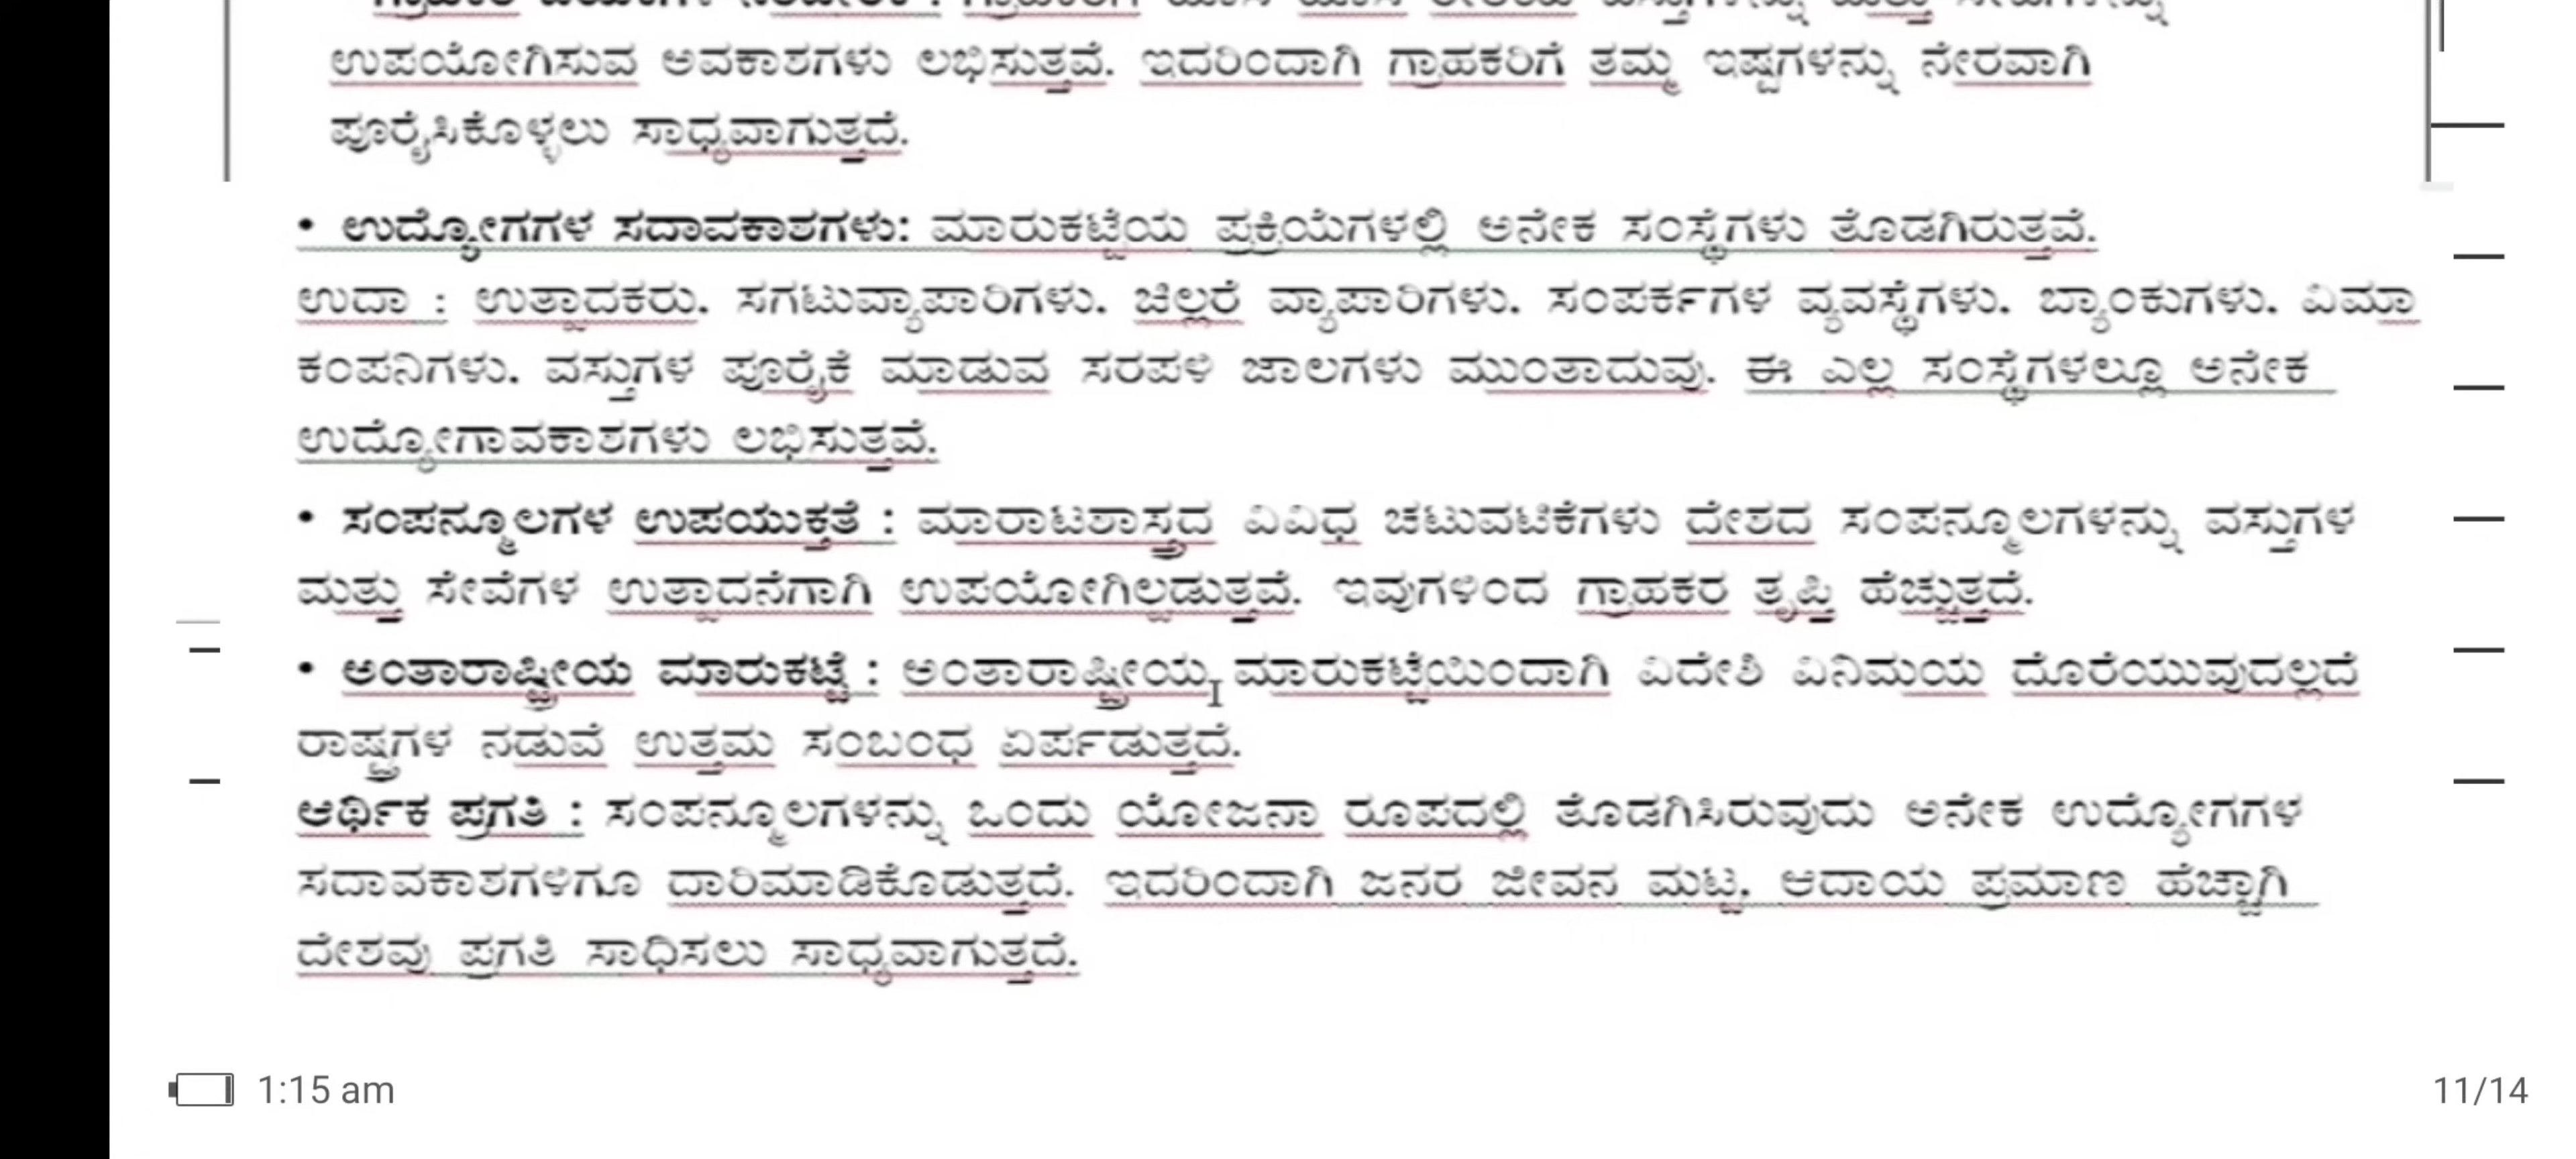 ಉಪಯೋಗಿಸುವ ಅವಕಾಶಗಳು ಲಭಿಸುತ್ತವೆ. ಇದರಿಂದಾಗಿ ಗ್ರಾಹಕರಿಗೆ ತಮ್ಮ ಇಷ್ಟಗಳನ್ನು ನೇರವಾಗಿ
ಪೂರೈಸಿಕೊಳ್ಳಲು ಸಾಧ್ಯವಾಗುತ್ತದೆ.
• ಉದ್ಯೋಗಗಳ ಸದಾವಕಾಶಗಳು: ಮಾರುಕಟ್ಟೆಯ ಪ್ರಕ್ರಿಯೆಗಳಲ್ಲಿ ಅನೇಕ ಸಂಸ್ಥೆಗಳು ತೊಡಗಿರುತ್ತವೆ.
ಉದಾ : ಉತ್ಪಾದಕರು. ಸಗಟುವ್ಯಾಪಾರಿಗಳು. ಚಿಲ್ಲರೆ ವ್ಯಾಪಾರಿಗಳು. ಸಂಪರ್ಕಗಳ ವ್ಯವಸ್ಥೆಗಳು. ಬ್ಯಾಂಕುಗಳು. ವಿಮಾ
ಕಂಪನಿಗಳು. ವಸ್ತುಗಳ ಪೂರೈಕೆ ಮಾಡುವ ಸರಪಳಿ ಜಾಲಗಳು ಮುಂತಾದುವು. ಈ ಎಲ್ಲ ಸಂಸ್ಥೆಗಳಲ್ಲೂ ಅನೇಕ
ಉದ್ಯೋಗಾವಕಾಶಗಳು ಲಭಿಸುತ್ತವೆ.
• ಸಂಪನ್ಮೂಲಗಳ ಉಪಯುಕ್ತತೆ : ಮಾರಾಟಶಾಸ್ತ್ರದ ವಿವಿಧ ಚಟುವಟಿಕೆಗಳು ದೇಶದ ಸಂಪನ್ಮೂಲಗಳನ್ನು ವಸ್ತುಗಳ
ಮತ್ತು ಸೇವೆಗಳ ಉತ್ಪಾದನೆಗಾಗಿ ಉಪಯೋಗಿಲ್ಪಡುತ್ತವೆ. ಇವುಗಳಿಂದ ಗ್ರಾಹಕರ ತೃಪ್ತಿ ಹೆಚ್ಚುತ್ತದೆ.
• ಅಂತಾರಾಷ್ಟ್ರೀಯ ಮಾರುಕಟ್ಟೆ : ಅಂತಾರಾಷ್ಟ್ರೀಯ ಮಾರುಕಟ್ಟೆಯಿಂದಾಗಿ ವಿದೇಶಿ ವಿನಿಮಯ ದೊರೆಯುವುದಲ್ಲದೆ
ರಾಷ್ಟ್ರಗಳ ನಡುವೆ ಉತ್ತಮ ಸಂಬಂಧ ಏರ್ಪಡುತ್ತದೆ.
ಆರ್ಥಿಕ ಪ್ರಗತಿ : ಸಂಪನ್ಮೂಲಗಳನ್ನು ಒಂದು ಯೋಜನಾ ರೂಪದಲ್ಲಿ ತೊಡಗಿಸಿರುವುದು ಅನೇಕ ಉದ್ಯೋಗಗಳ
ಸದಾವಕಾಶಗಳಿಗೂ ದಾರಿಮಾಡಿಕೊಡುತ್ತದೆ. ಇದರಿಂದಾಗಿ ಜನರ ಜೀವನ ಮಟ್ಟ. ಆದಾಯ ಪ್ರಮಾಣ ಹೆಚ್ಚಾಗಿ
ದೇಶವು ಪ್ರಗತಿ ಸಾಧಿಸಲು ಸಾಧ್ಯವಾಗುತ್ತದೆ.
1:15 am
11/14